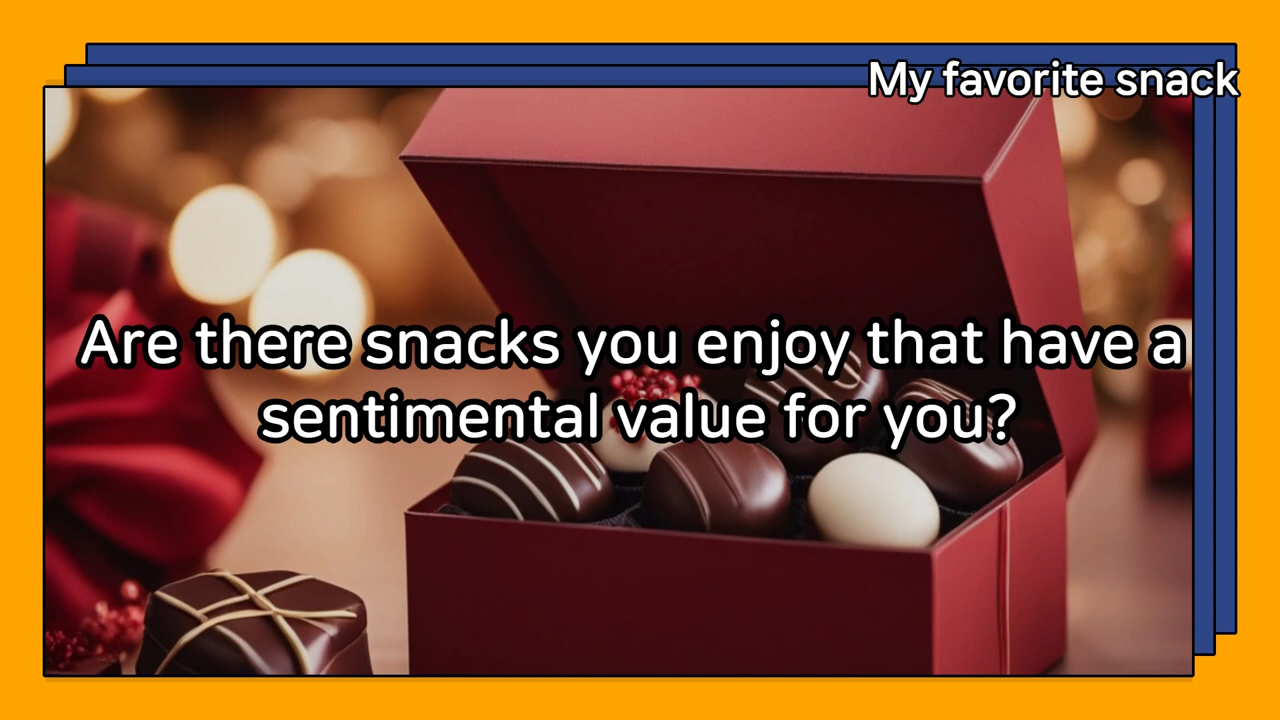 My favorite snack
Are there snacks you enjoy that have a
sentimental value for you?